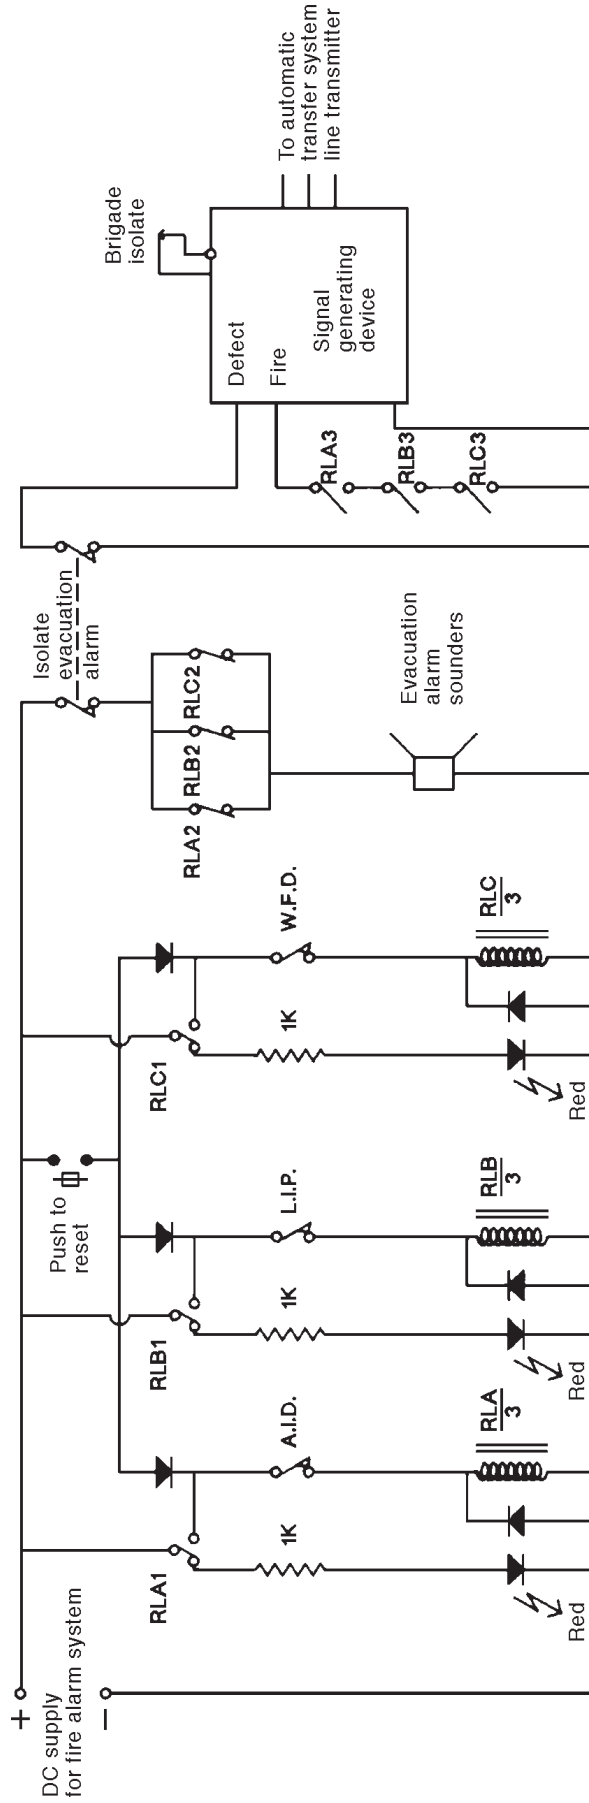 +
DC supply
for fire alarm system
−
RLA1
1K
Red
A.I.D.
RLA
3
RLB1
1K
Red
L.I.P.
RLB
3
Push to
reset
RLC1
1K
Red
W.F.D.
RLC
3
RLA2
RLB2
RLC2
Isolate
evacuation
alarm
Evacuation
alarm
sounders
RLA3
RLB3
RLC3
Brigade
isolate
Defect
Fire
Signal
generating
device
To automatic
transfer system
line transmitter